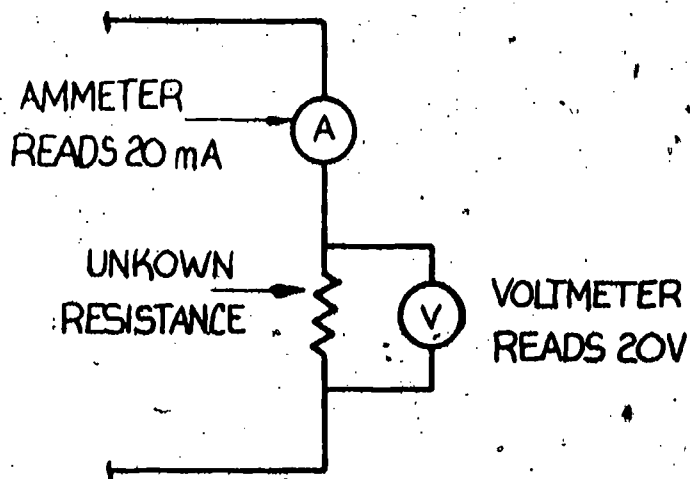 AMMETER
READS 20 mA
A
UNKOWN
RESISTANCE
V
VOLTMETER
READS 20V